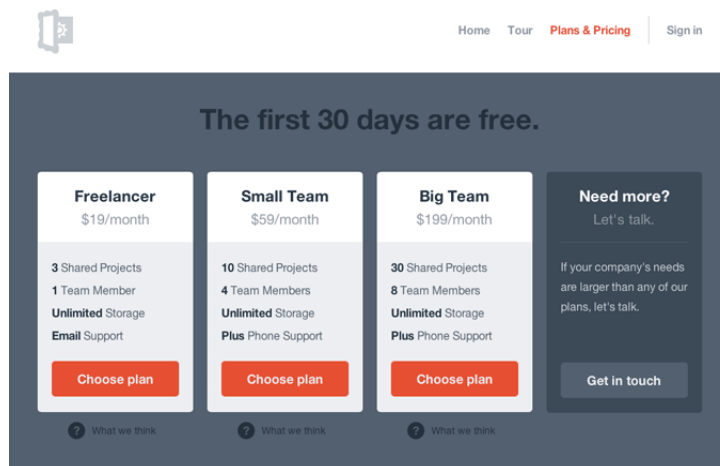 Home Tour Plans & Pricing Sign in
The first 30 days are free.
Freelancer
$19/month
3 Shared Projects
1 Team Member
Unlimited Storage
Email Support
Choose plan
? What we think
Small Team
$59/month
10 Shared Projects
4 Team Members
Unlimited Storage
Plus Phone Support
Choose plan
? What we think
Big Team
$199/month
30 Shared Projects
8 Team Members
Unlimited Storage
Plus Phone Support
Choose plan
? What we think
Need more?
Let's talk.
If your company's needs
are larger than any of our
plans, let's talk.
Get in touch